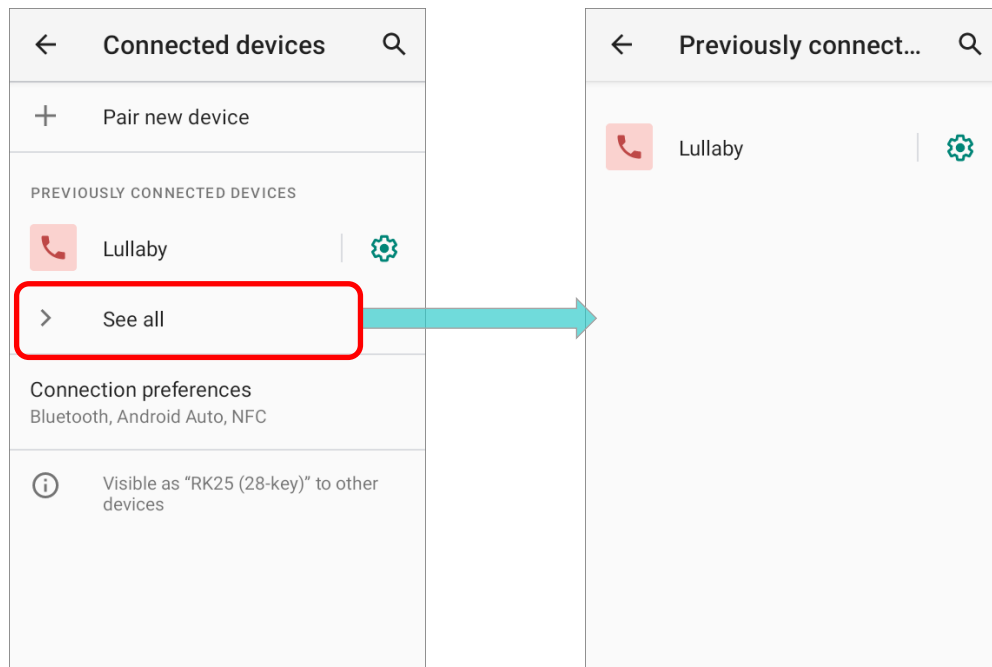 Connected devices
Pair new device
PREVIOUSLY CONNECTED DEVICES
Lullaby
See all
Connection preferences
Bluetooth, Android Auto, NFC
Visible as “RK25 (28-key)” to other
devices
Previously connect...
Lullaby